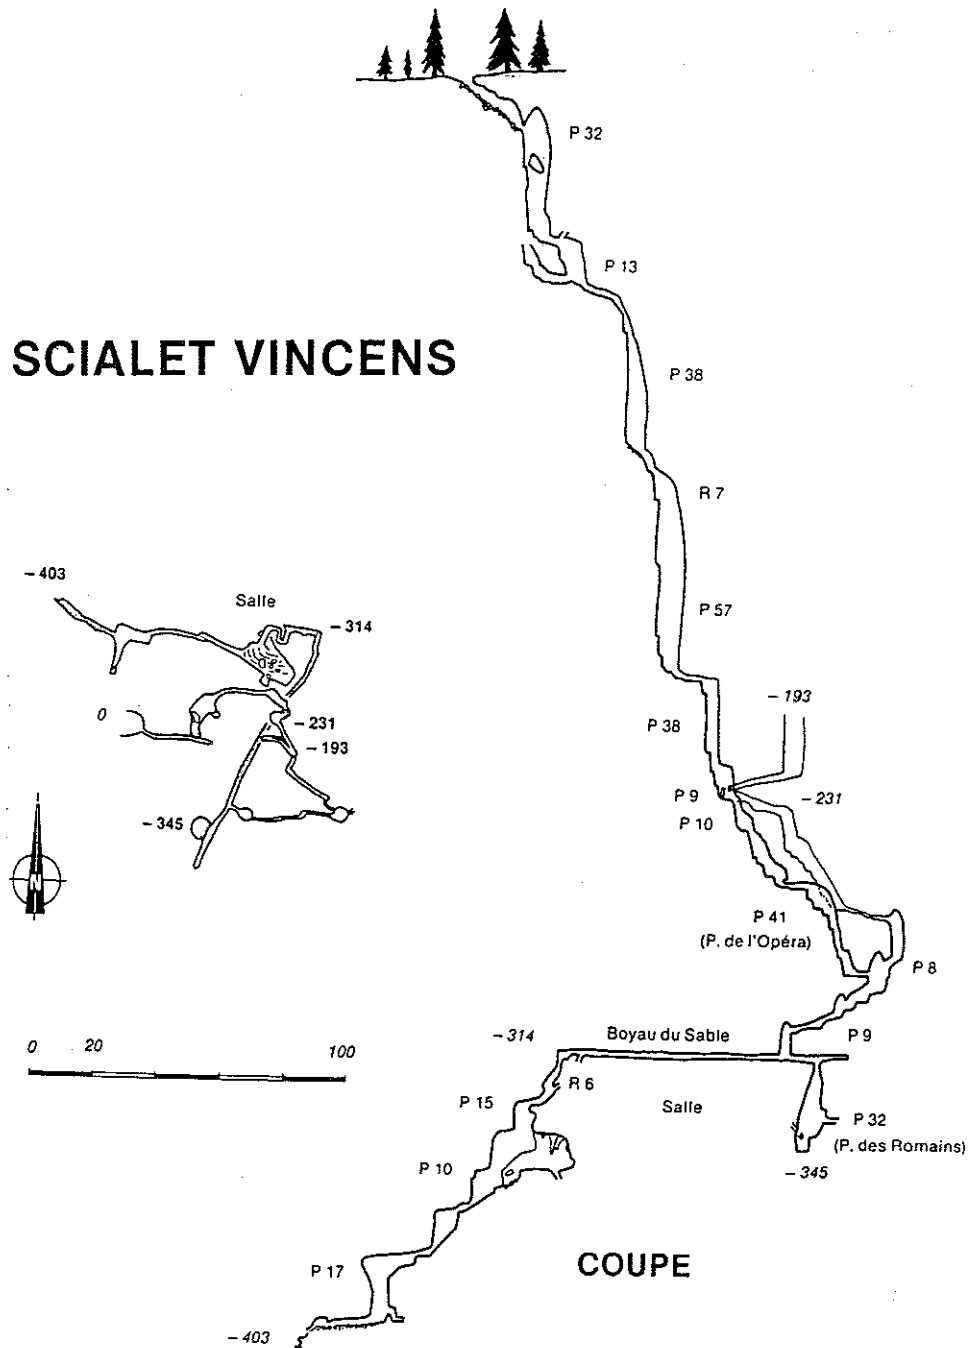 P 32
P 13
SCIALET VINCENS
P 38
R 7
– 403
Salle
– 314
P 57
0
– 231
– 193
– 345
N
P 38
– 193
P 9
P 10
– 231
P 41
(P. de l'Opéra)
P 8
0 20 100
– 314
Boyau du Sable
P 9
R 6
P 15
Salle
P 32
(P. des Romains)
P 10
– 345
COUPE
P 17
– 403